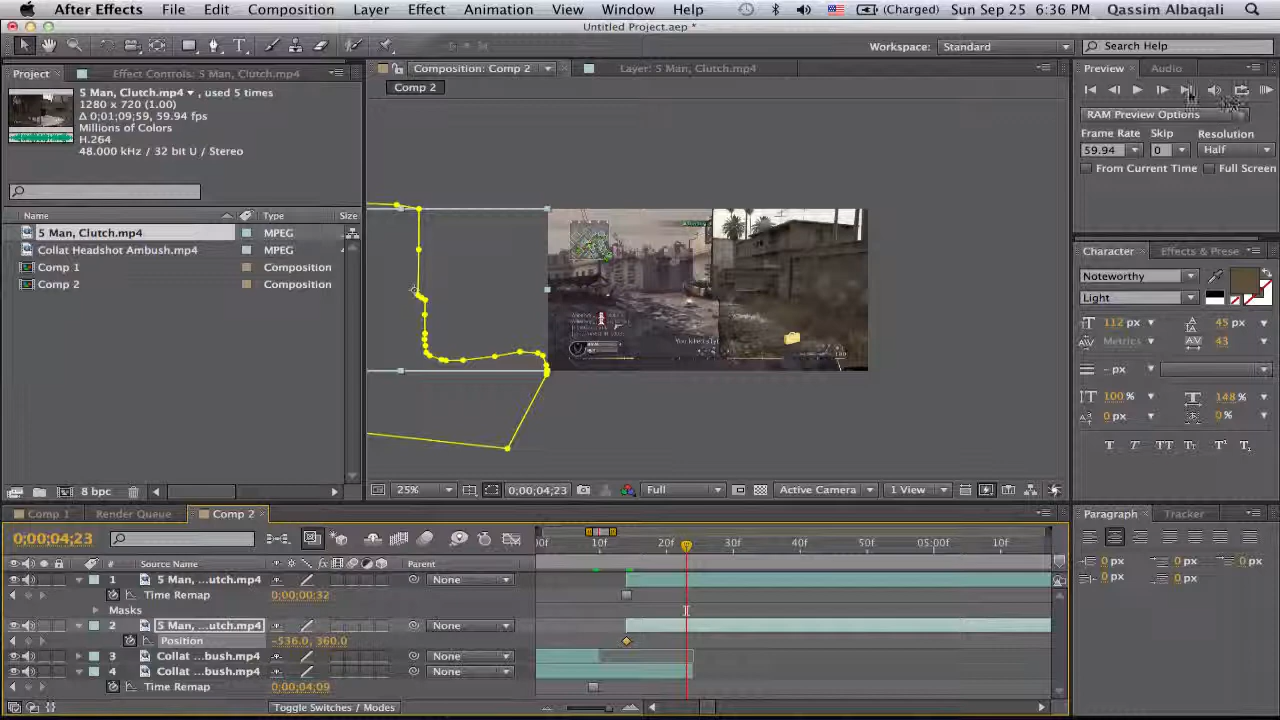 After Effects File Edit Composition Layer Effect Animation View Window Help (Charged) Sun Sep 25 6:36 PM Qassim Albaqali
Untitled Project.aep *
T Workspace: Standard Search Help
Project Effect Controls: 5 Man, Clutch.mp4 Composition: Comp 2 Layer: 5 Man, Clutch.mp4 Preview Audio
Comp 2
5 Man, Clutch.mp4 , used 5 times
1280 x 720 (1.00)
Δ 0;01:09;59, 59.94 fps
Millions of Colors
H.264
48.000 kHz / 32 bit U / Stereo
RAM Preview Options
Frame Rate Skip Resolution
59.94 0 Half
From Current Time Full Screen
Name Type Size
5 Man, Clutch.mp4 MPEG
Collat Headshot Ambush.mp4 MPEG
Comp 1 Composition
Comp 2 Composition
Character Effects & Prese
Noteworthy
Light
112 px 45 px
Metrics 43
- px
100 % 148 %
0 px 0 %
T T TT Tt T¹ T₁
8 bpc
25% 0;00;04;23 Full Active Camera 1 View
Comp 1 Render Queue Comp 2
Paragraph Tracker
0 px 0 px 0 px
0 px 0 px
0;00;04;23
00f 10f 20f 30f 05:00f 10f
# Source Name fx Parent
1 5 Man, ...utch.mp4 None
Time Remap 0;00;00;32
Masks
2 5 Man, ...utch.mp4 None
Position -536.0, 360.0
3 Collat ...bush.mp4 None
4 Collat ...bush.mp4 None
Time Remap 0;00;04;09
Toggle Switches / Modes